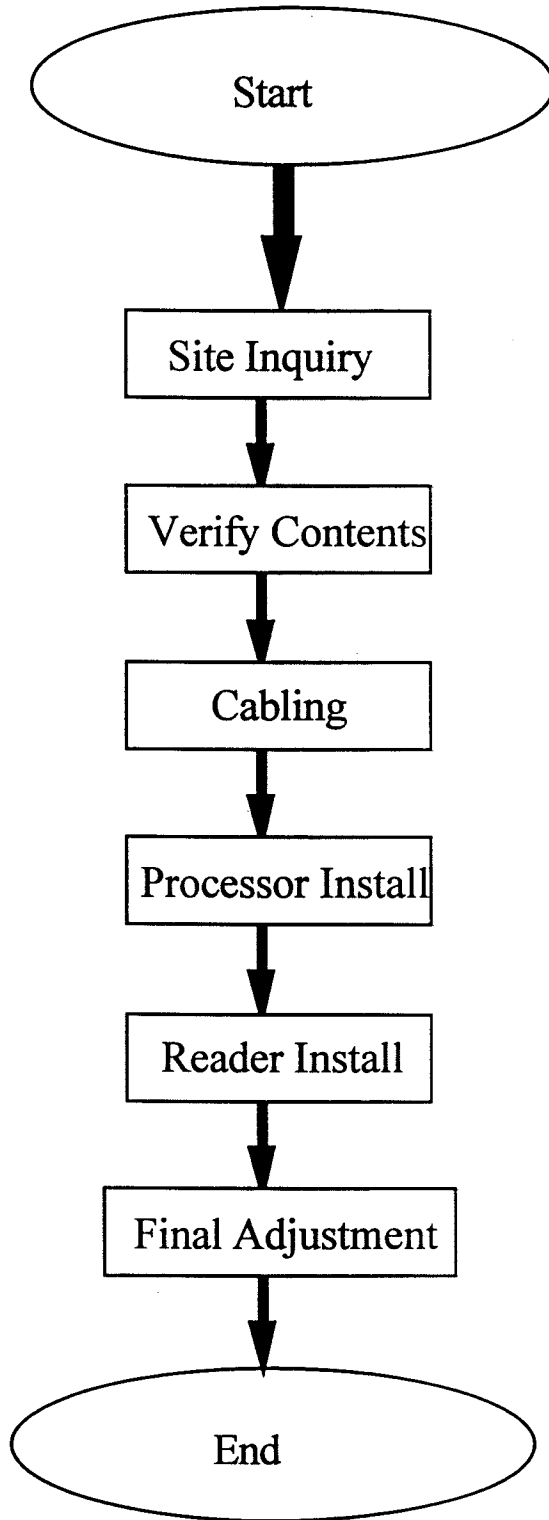 Start
Site Inquiry
Verify Contents
Cabling
Processor Install
Reader Install
Final Adjustment
End